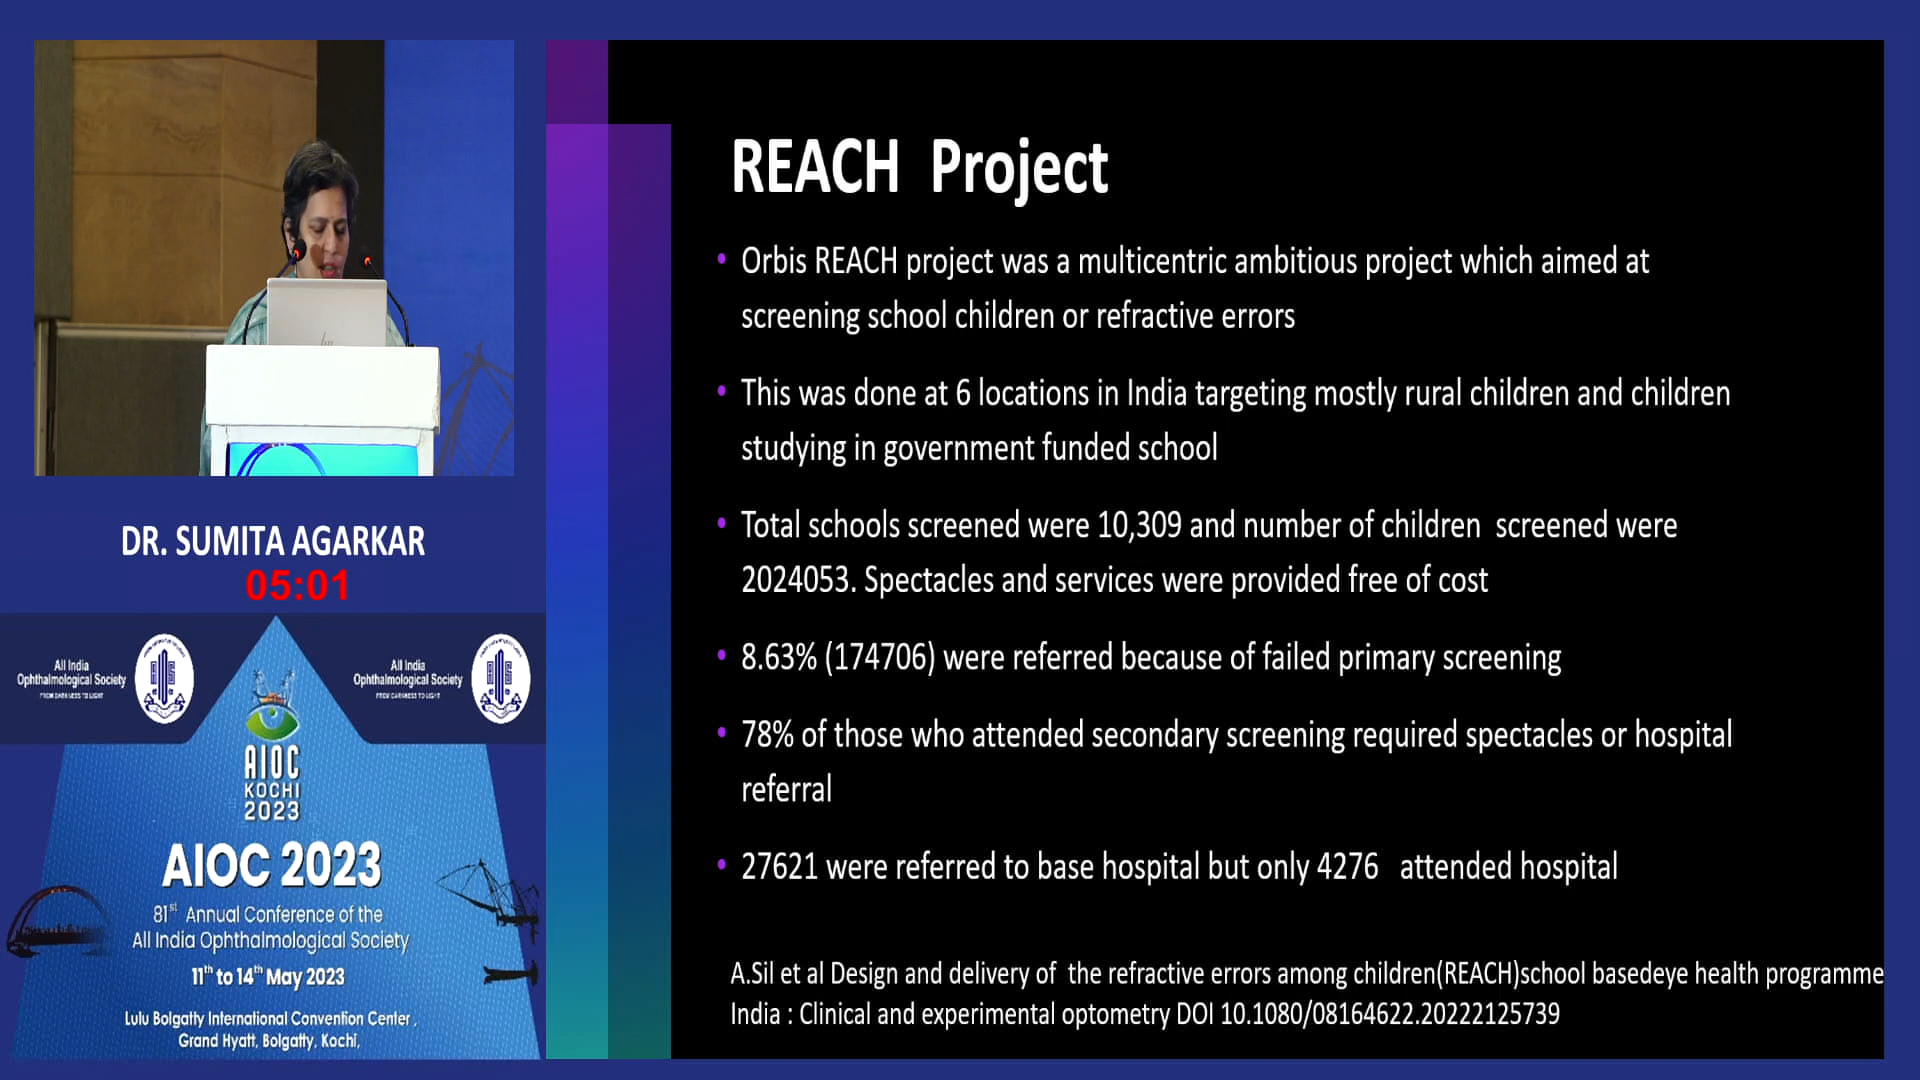 REACH Project
• Orbis REACH project was a multicentric ambitious project which aimed at
screening school children or refractive errors
• This was done at 6 locations in India targeting mostly rural children and children
studying in government funded school
• Total schools screened were 10,309 and number of children screened were
2024053. Spectacles and services were provided free of cost
• 8.63% (174706) were referred because of failed primary screening
• 78% of those who attended secondary screening required spectacles or hospital
referral
• 27621 were referred to base hospital but only 4276 attended hospital
A.Sil et al Design and delivery of the refractive errors among children(REACH)school basedeye health programme
India : Clinical and experimental optometry DOI 10.1080/08164622.20222125739
DR. SUMITA AGARKAR
05:01
All India
Ophthalmological Society
FROM DARKNESS TO LIGHT
All India
Ophthalmological Society
FROM DARKNESS TO LIGHT
AIOC
KOCHI
2023
AIOC 2023
81st Annual Conference of the
All India Ophthalmological Society
11th to 14th May 2023
Lulu Bolgatty International Convention Center ,
Grand Hyatt, Bolgatty, Kochi,